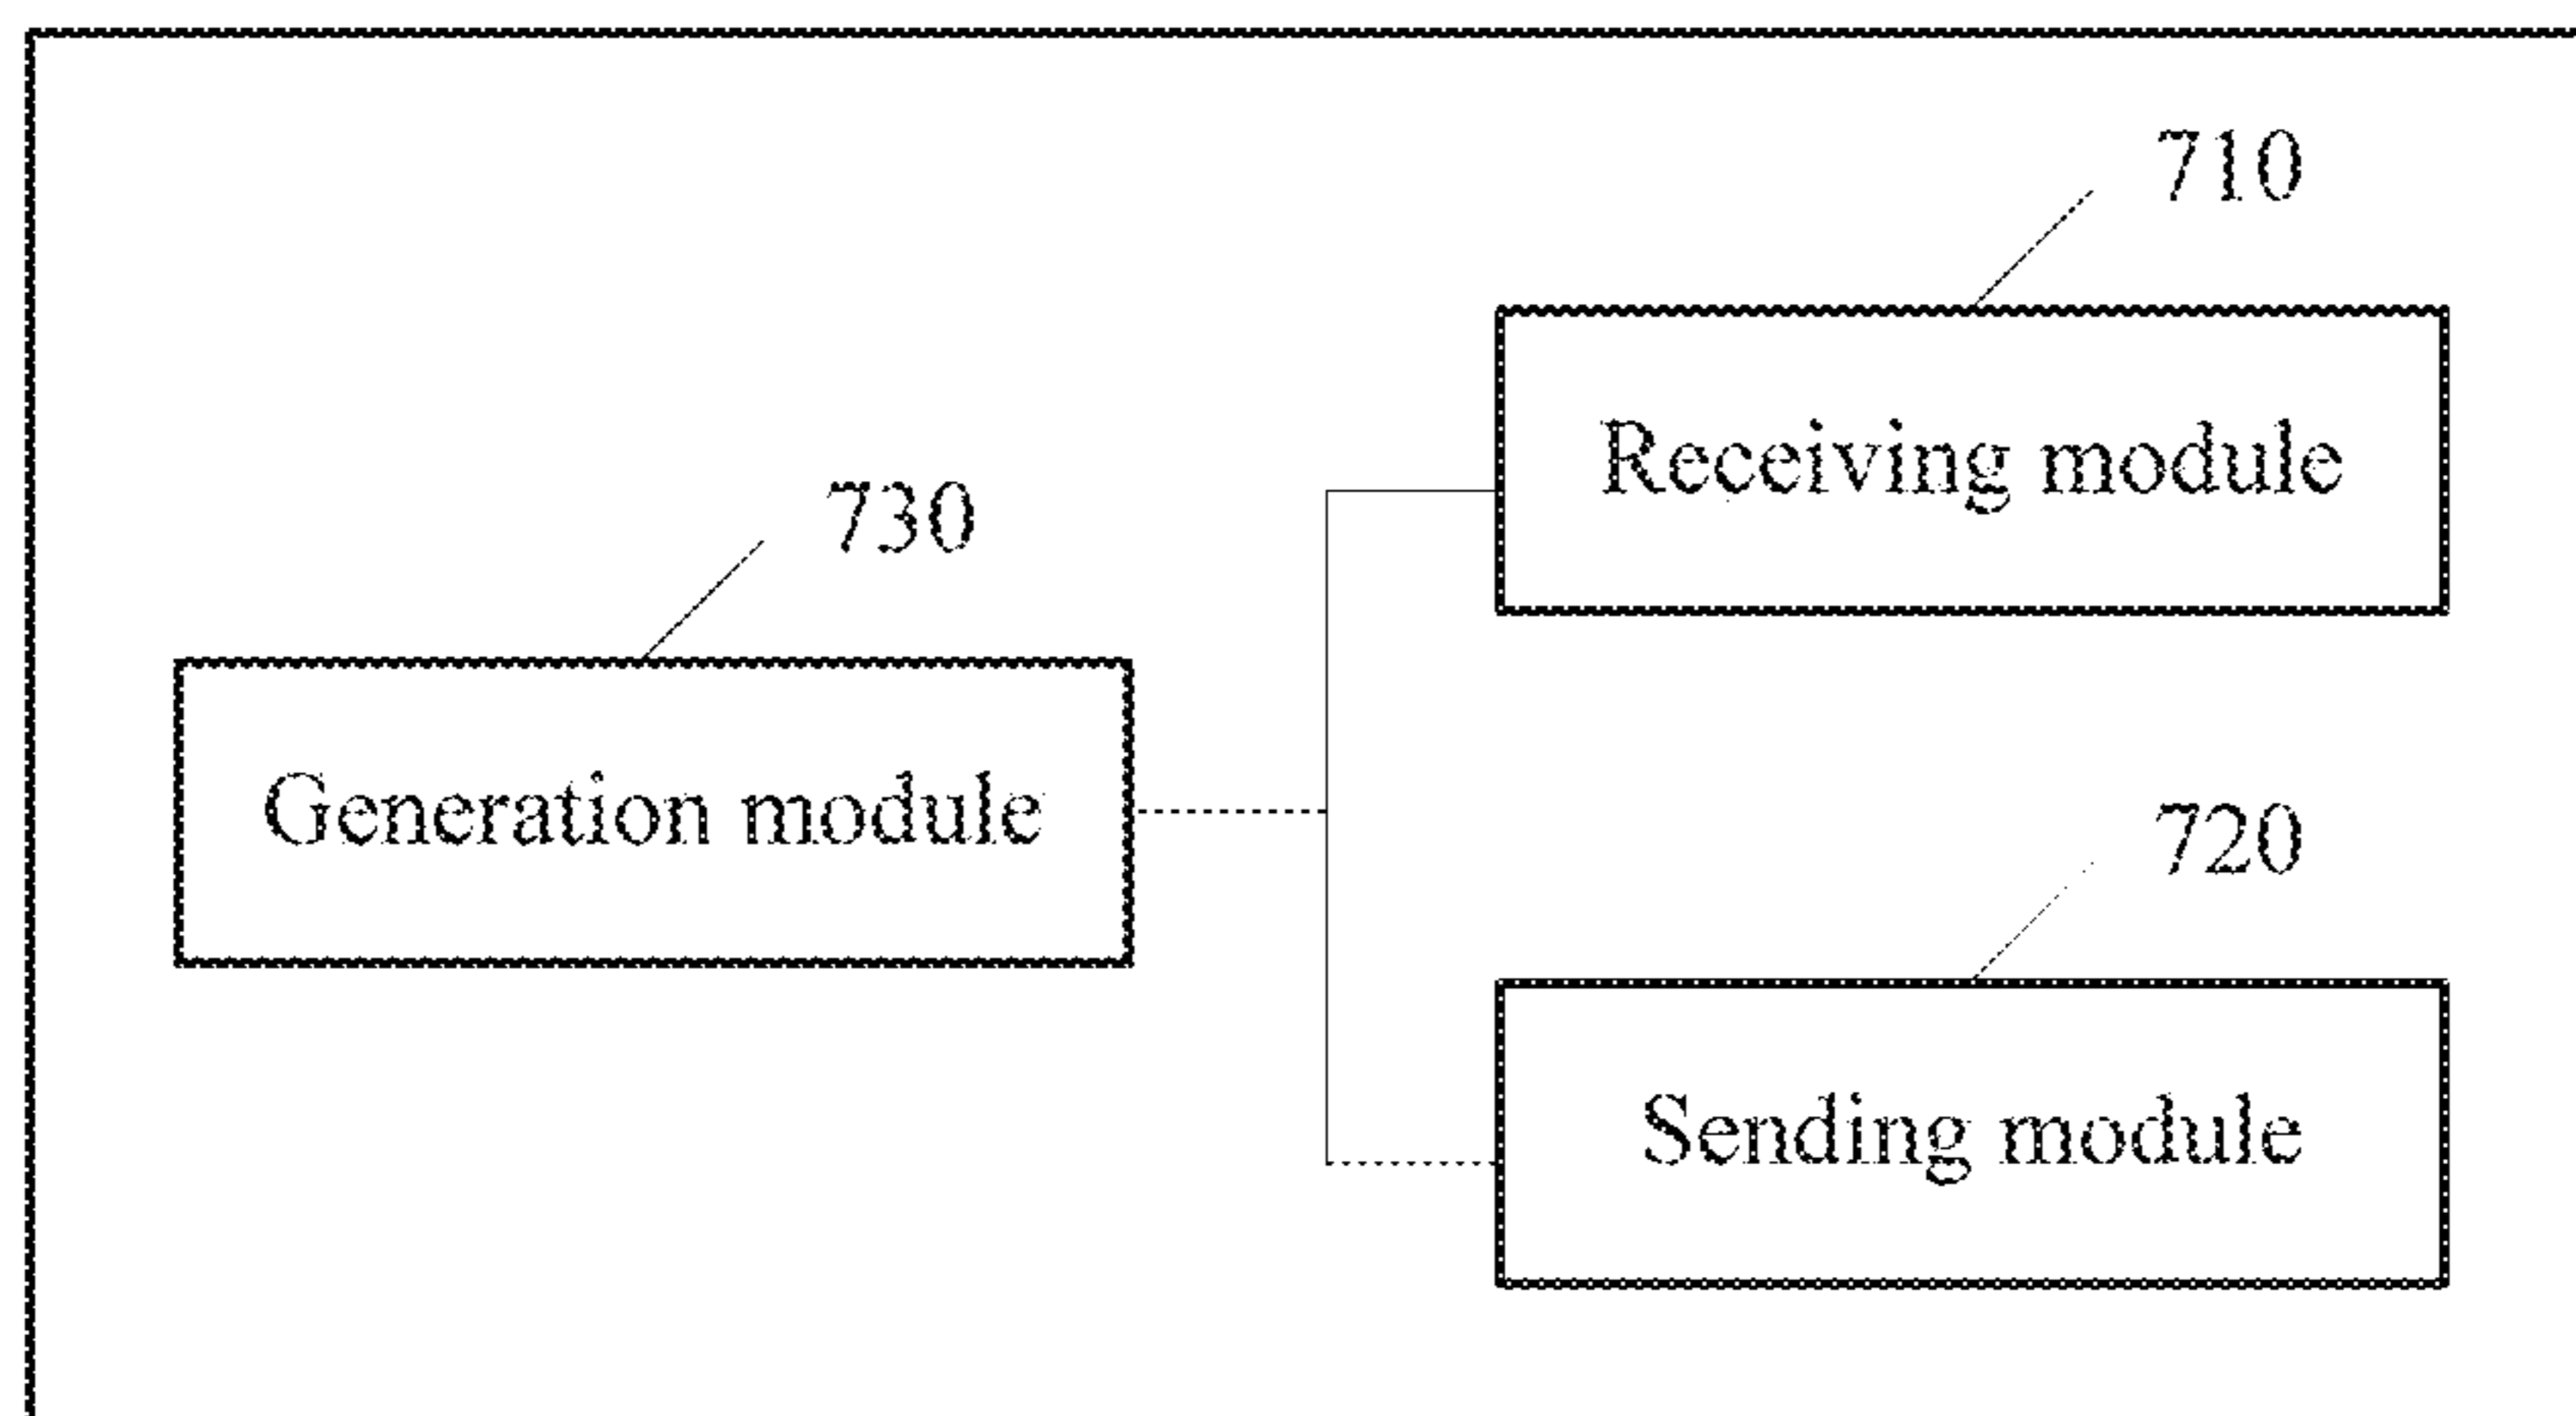 710
Receiving module
730
Generation module
720
Sending module